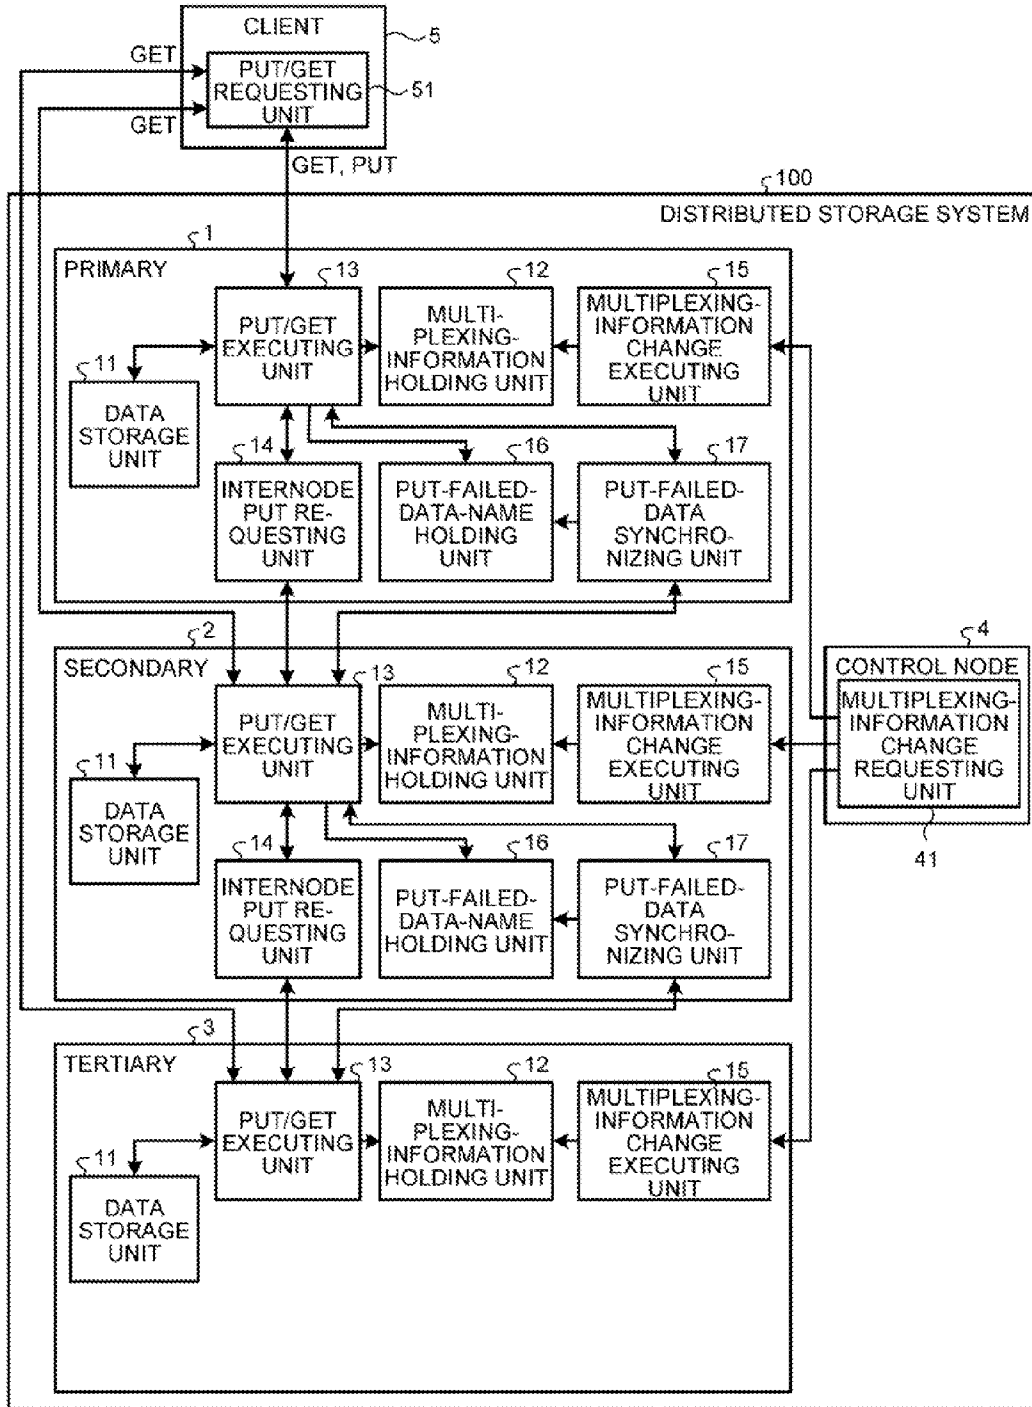 CLIENT
5
GET
PUT/GET
REQUESTING
UNIT
51
GET
GET, PUT
100
DISTRIBUTED STORAGE SYSTEM
1
PRIMARY
13
PUT/GET
EXECUTING
UNIT
12
MULTI-
PLEXING-
INFORMATION
HOLDING UNIT
15
MULTIPLEXING-
INFORMATION
CHANGE
EXECUTING
UNIT
11
DATA
STORAGE
UNIT
14
INTERNODE
PUT RE-
QUESTING
UNIT
16
PUT-FAILED-
DATA-NAME
HOLDING
UNIT
17
PUT-FAILED-
DATA
SYNCHRO-
NIZING UNIT
2
SECONDARY
13
PUT/GET
EXECUTING
UNIT
12
MULTI-
PLEXING-
INFORMATION
HOLDING UNIT
15
MULTIPLEXING-
INFORMATION
CHANGE
EXECUTING
UNIT
4
CONTROL NODE
MULTIPLEXING-
INFORMATION
CHANGE
REQUESTING
UNIT
41
11
DATA
STORAGE
UNIT
14
INTERNODE
PUT RE-
QUESTING
UNIT
16
PUT-FAILED-
DATA-NAME
HOLDING UNIT
17
PUT-FAILED-
DATA
SYNCHRO-
NIZING UNIT
3
TERTIARY
13
PUT/GET
EXECUTING
UNIT
12
MULTI-
PLEXING-
INFORMATION
HOLDING UNIT
15
MULTIPLEXING-
INFORMATION
CHANGE
EXECUTING
UNIT
11
DATA
STORAGE
UNIT